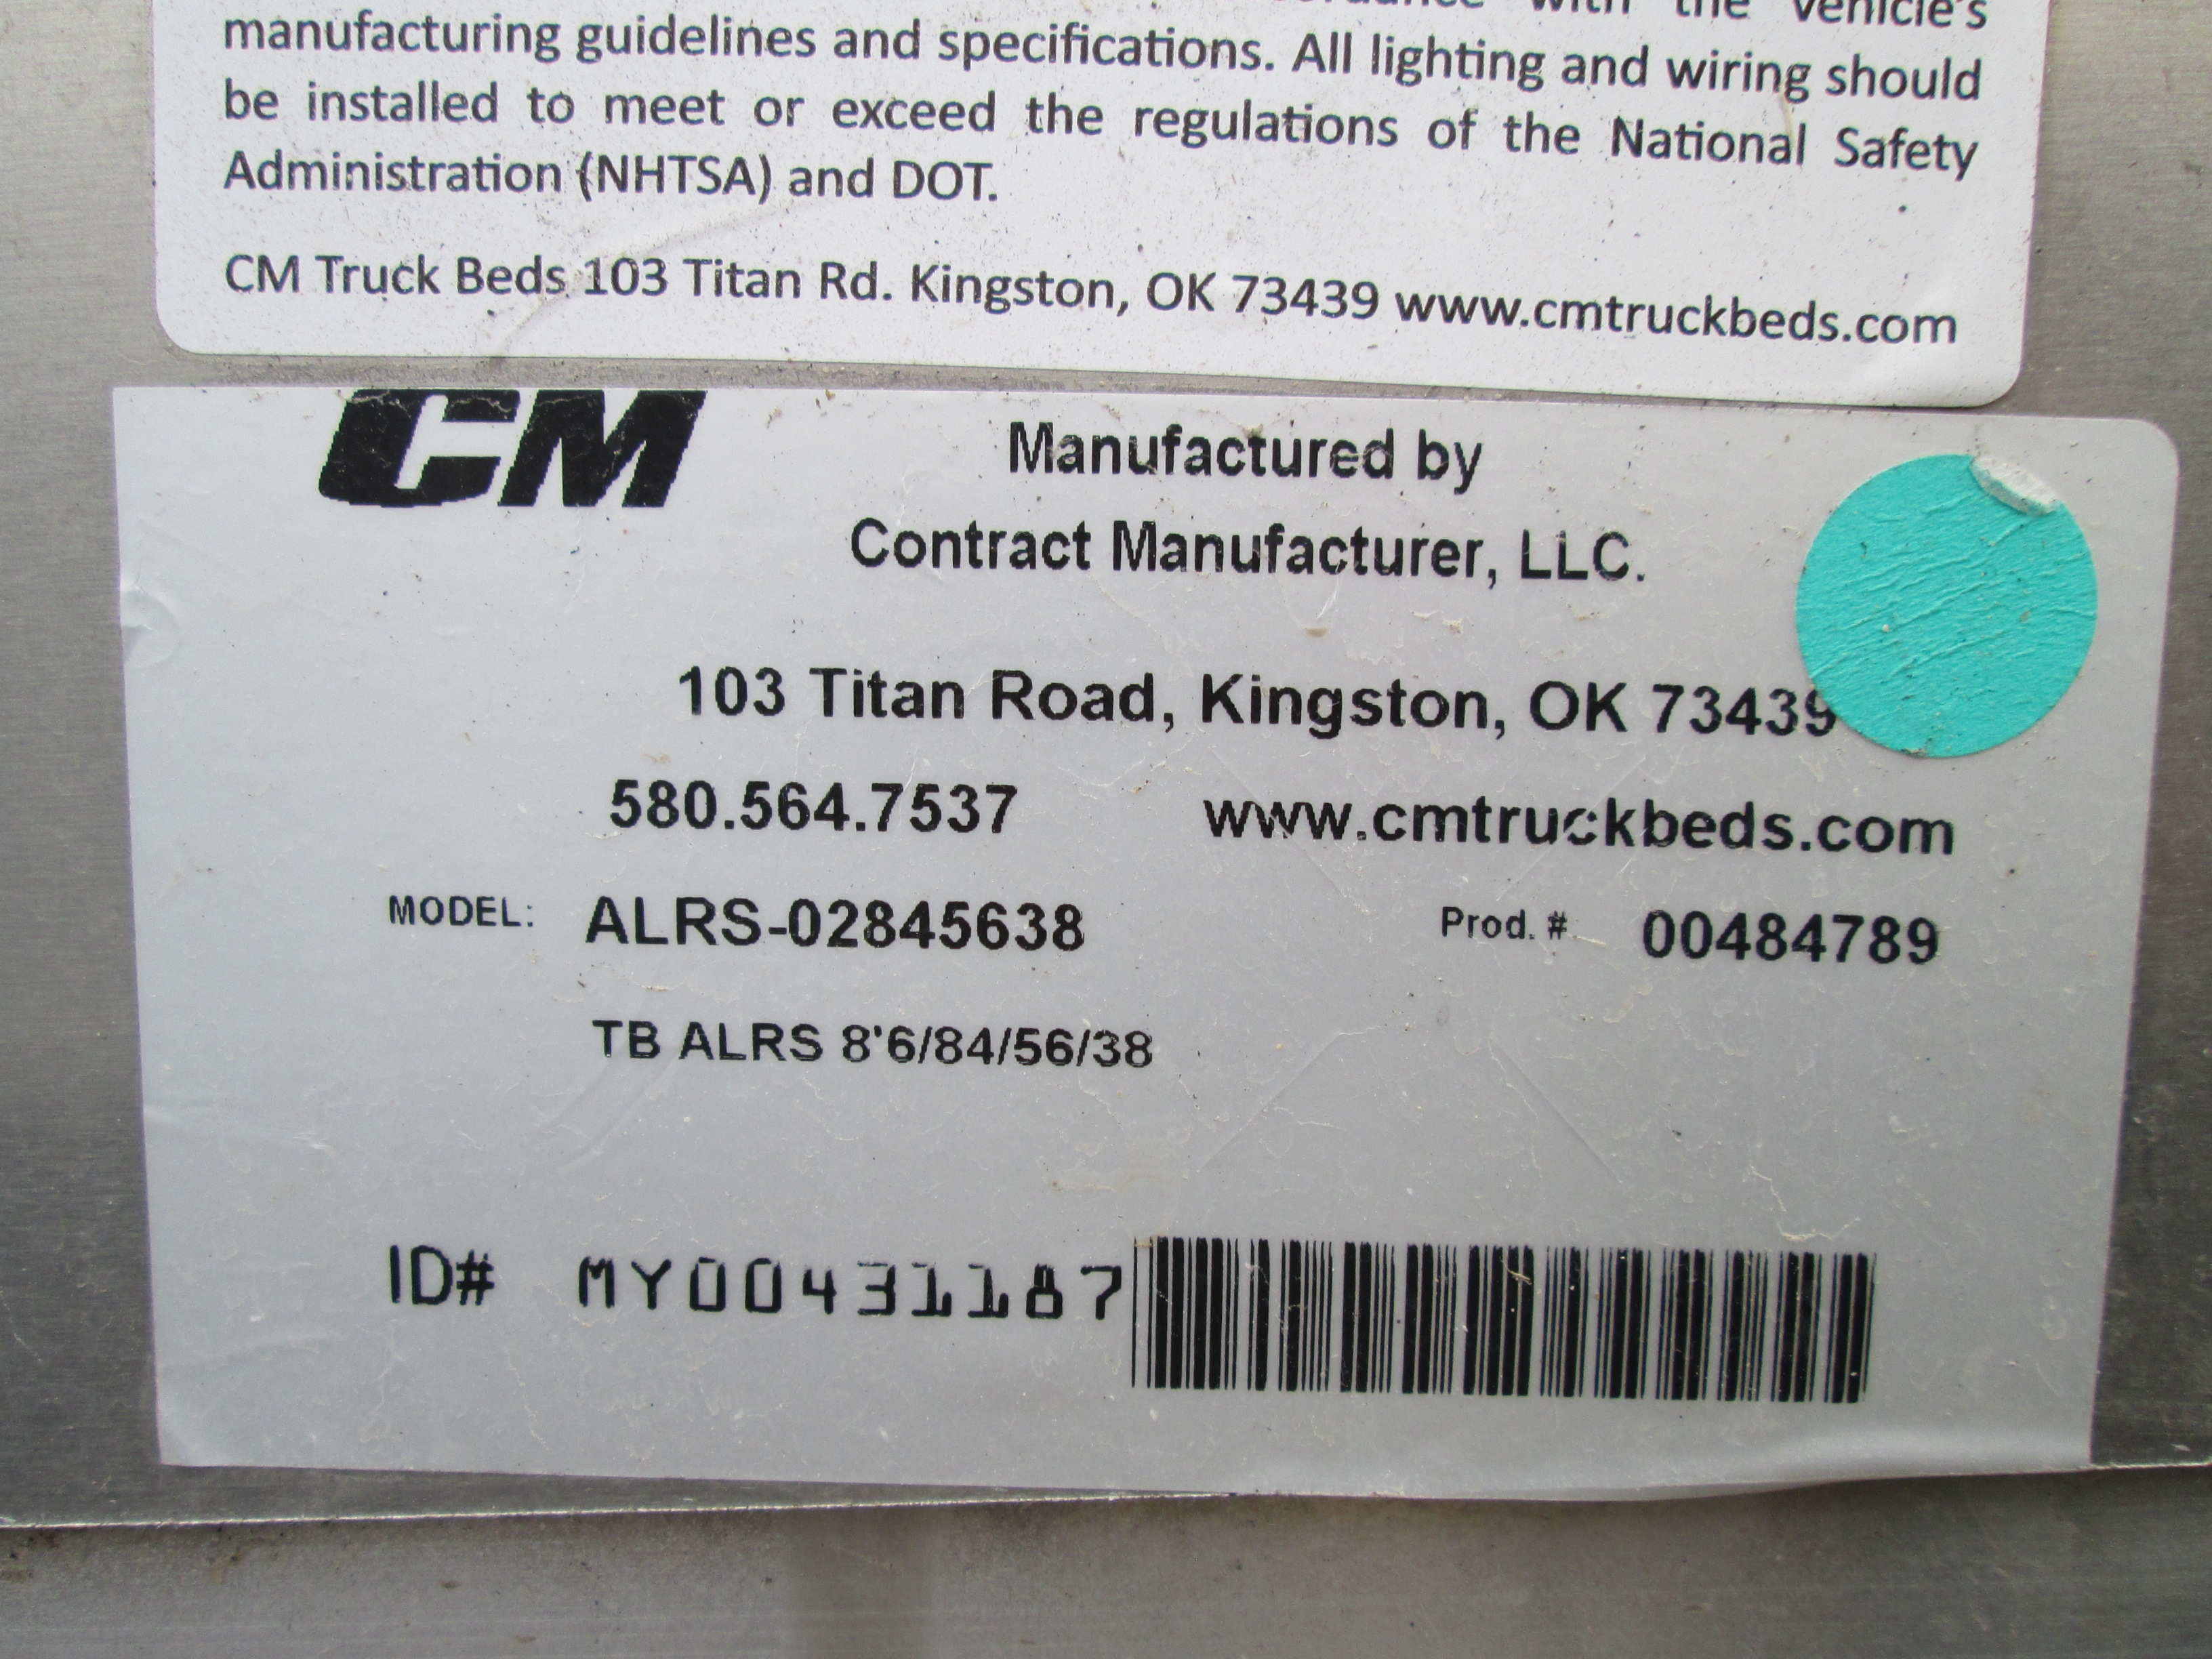 with the vehicle's
manufacturing guidelines and specifications. All lighting and wiring should
be installed to meet or exceed the regulations of the National Safety
Administration (NHTSA) and DOT.
CM Truck Beds 103 Titan Rd. Kingston, OK 73439 www.cmtruckbeds.com
CM
Manufactured by
Contract Manufacturer, LLC.
103 Titan Road, Kingston, OK 73439
580.564.7537 www.cmtruckbeds.com
MODEL: ALRS-02845638 Prod. # 00484789
TB ALRS 8'6/84/56/38
ID# MY00431187